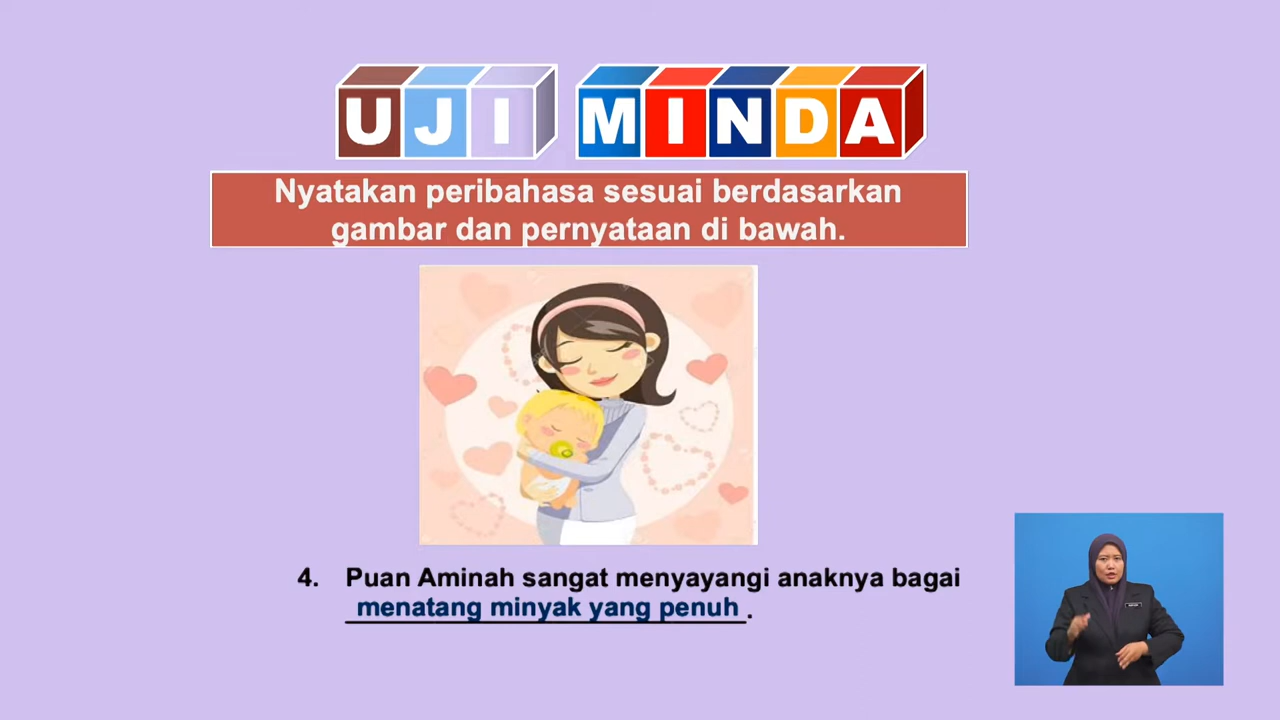 UJI MINDA
Nyatakan peribahasa sesuai berdasarkan
gambar dan pernyataan di bawah.
4. Puan Aminah sangat menyayangi anaknya bagai
menatang minyak yang penuh.